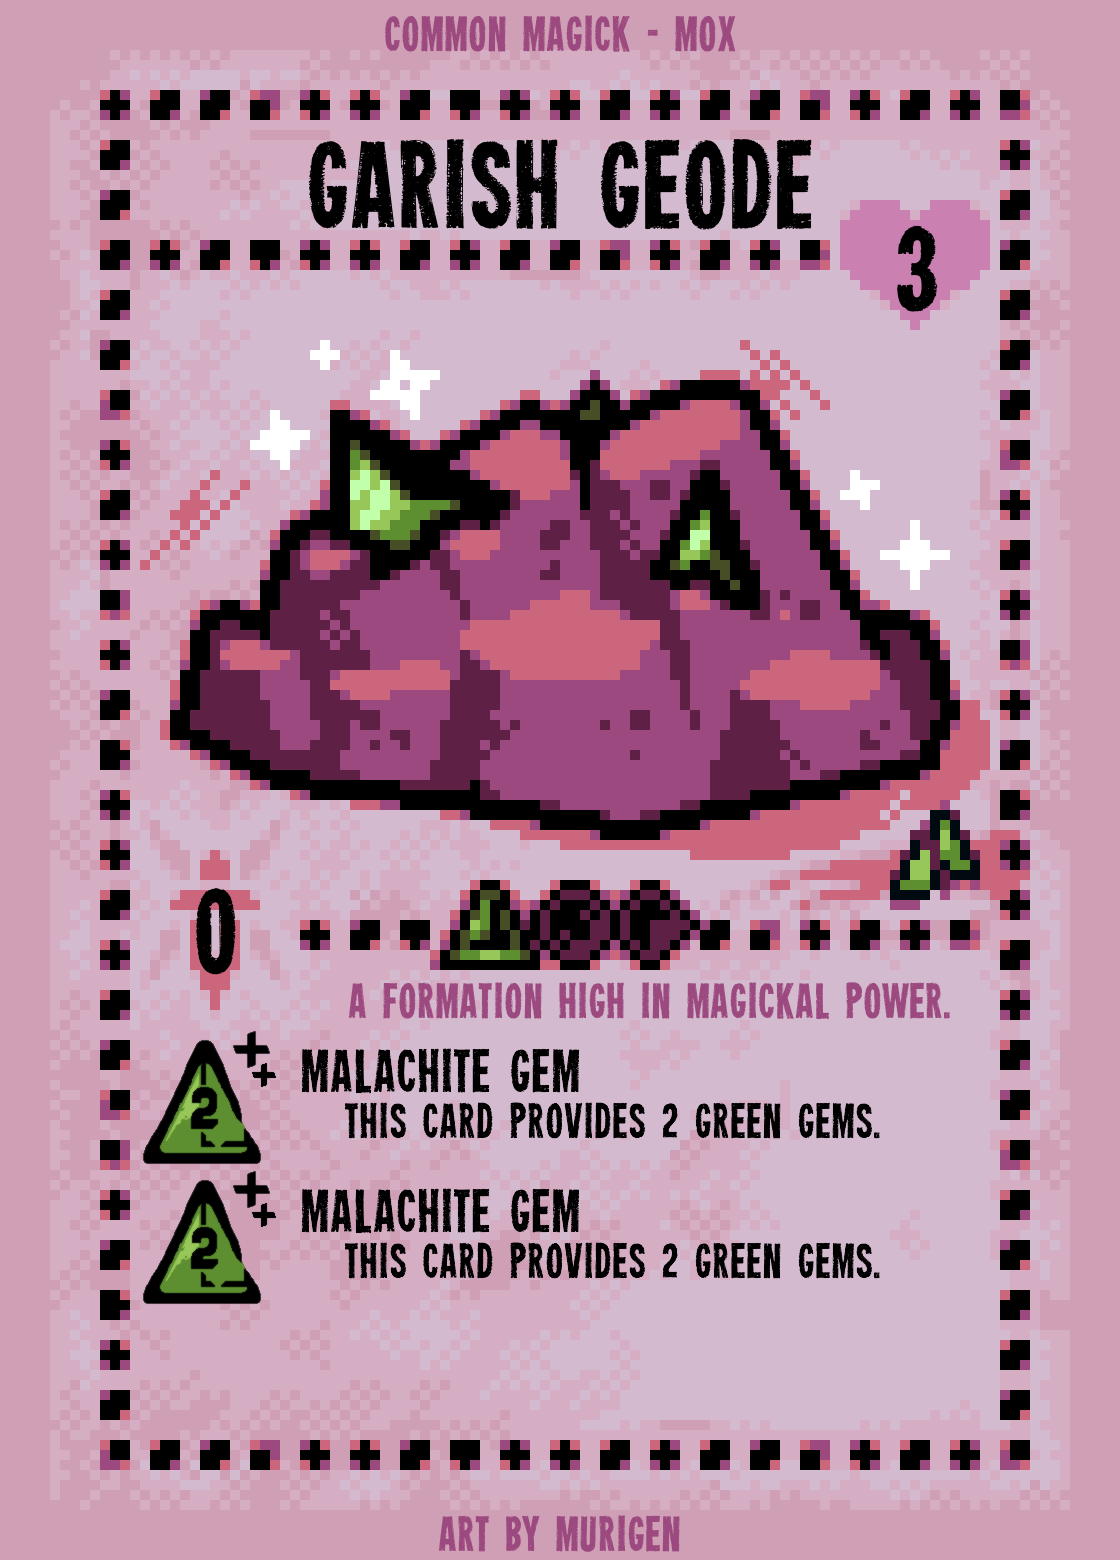 COMMON MAGICK - MOX
GARISH GEODE
3
0
A FORMATION HIGH IN MAGICKAL POWER.
2
MALACHITE GEM
THIS CARD PROVIDES 2 GREEN GEMS.
2
MALACHITE GEM
THIS CARD PROVIDES 2 GREEN GEMS.
ART BY MURIGEN